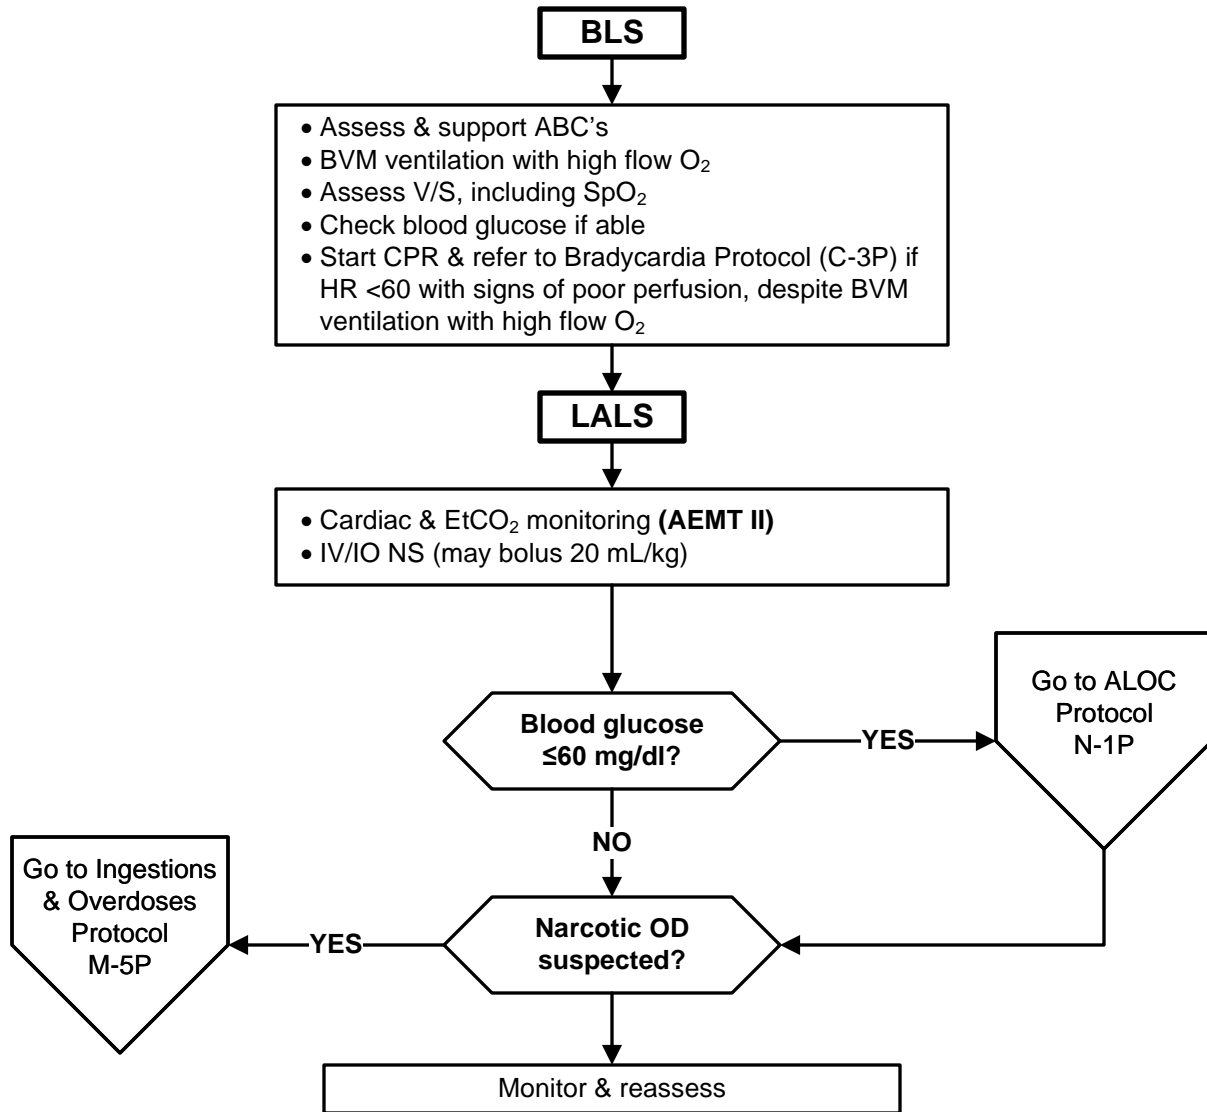 BLS
• Assess & support ABC’s
• BVM ventilation with high flow O₂
• Assess V/S, including SpO₂
• Check blood glucose if able
• Start CPR & refer to Bradycardia Protocol (C-3P) if
HR <60 with signs of poor perfusion, despite BVM
ventilation with high flow O₂
LALS
• Cardiac & EtCO₂ monitoring (AEMT II)
• IV/IO NS (may bolus 20 mL/kg)
Blood glucose
≤60 mg/dl?
YES
Go to ALOC
Protocol
N-1P
NO
Narcotic OD
suspected?
YES
Go to Ingestions
& Overdoses
Protocol
M-5P
Monitor & reassess